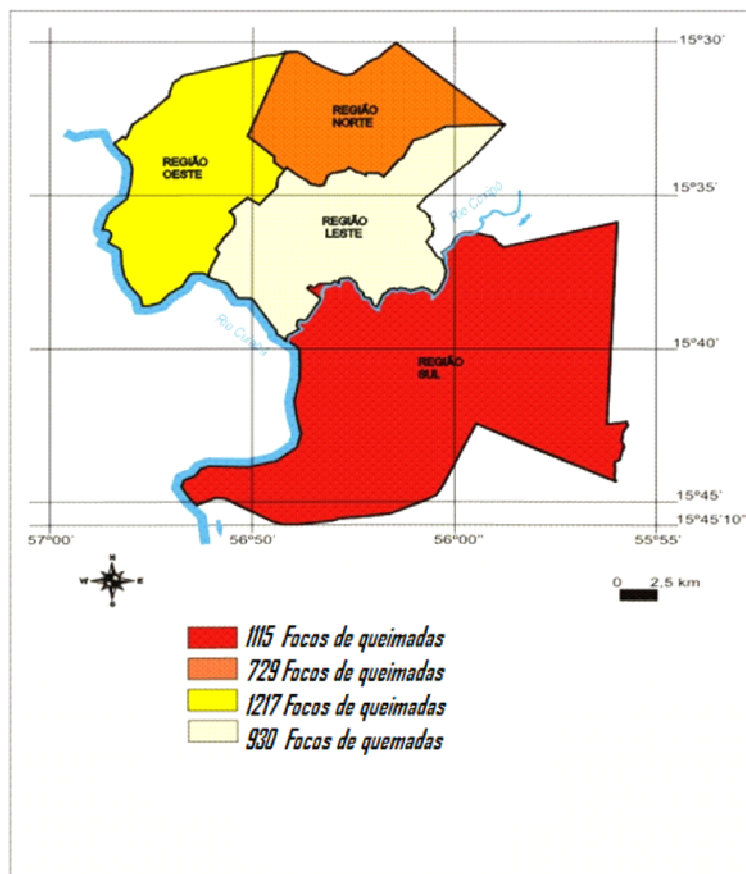 15°30′
REGIÃO
NORTE
REGIÃO
OESTE
15°35′
REGIÃO
LESTE
Rio Coxipó
Rio Cuiabá
15°40′
REGIÃO
SUL
15°45′
15°45′10″
57°00′
56°50′
56°00′
55°55′
N
W
E
S
0 2,5 km
1115 Focos de queimadas
729 Focos de queimadas
1217 Focos de queimadas
930 Focos de quemadas